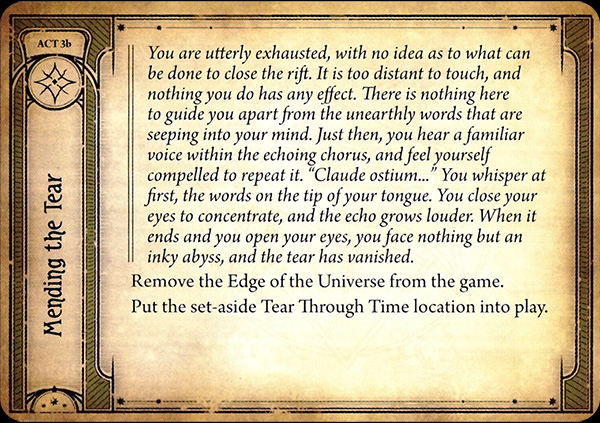 ACT 3b
Mending the Tear
You are utterly exhausted, with no idea as to what can
be done to close the rift. It is too distant to touch, and
nothing you do has any effect. There is nothing here
to guide you apart from the unearthly words that are
seeping into your mind. Just then, you hear a familiar
voice within the echoing chorus, and feel yourself
compelled to repeat it. “Claude ostium...” You whisper at
first, the words on the tip of your tongue. You close your
eyes to concentrate, and the echo grows louder. When it
ends and you open your eyes, you face nothing but an
inky abyss, and the tear has vanished.
Remove the Edge of the Universe from the game.
Put the set-aside Tear Through Time location into play.